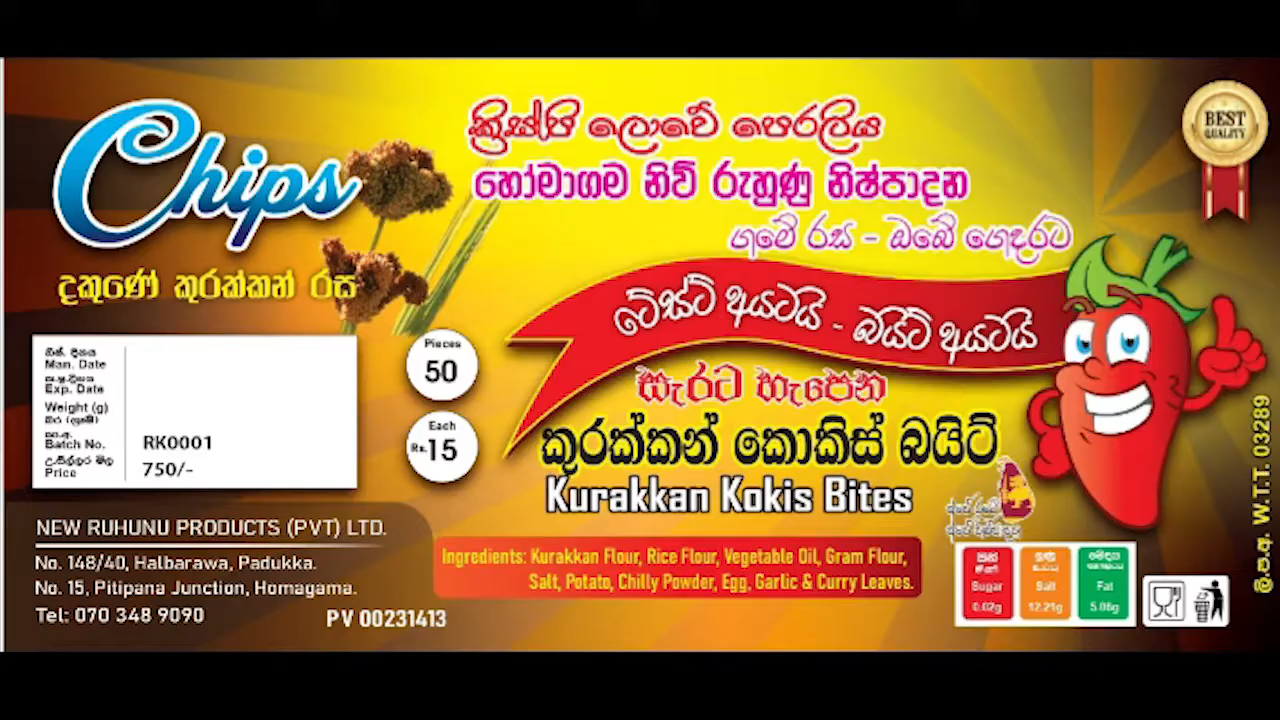 Chips
දකුණේ කුරක්කන් රස
ක්‍රිස්පි ලොවේ පෙරලිය
හෝමාගම නිව් රුහුණු නිෂ්පාදන
ගුමේ රස - ඔබේ ගෙදරට
BEST
QUALITY
ටේස්ට් අයටයි - බයිට් අයටයි
සැරට හැපෙන
කුරක්කන් කොකිස් බයිට්
Kurakkan Kokis Bites
Man. Date
Exp. Date
Weight (g)
Batch No. RK0001
උ.සිල්ලර මිල
Price 750/-
Pieces
50
Each
Rs.15
NEW RUHUNU PRODUCTS (PVT) LTD.
No. 148/40, Halbarawa, Padukka.
No. 15, Pitipana Junction, Homagama.
Tel: 070 348 9090
PV 00231413
Ingredients: Kurakkan Flour, Rice Flour, Vegetable Oil, Gram Flour,
Salt, Potato, Chilly Powder, Egg, Garlic & Curry Leaves.
Sugar
0.02g
Salt
12.21g
Fat
5.06g
ලි.ප.අ. W.T.T. 03289